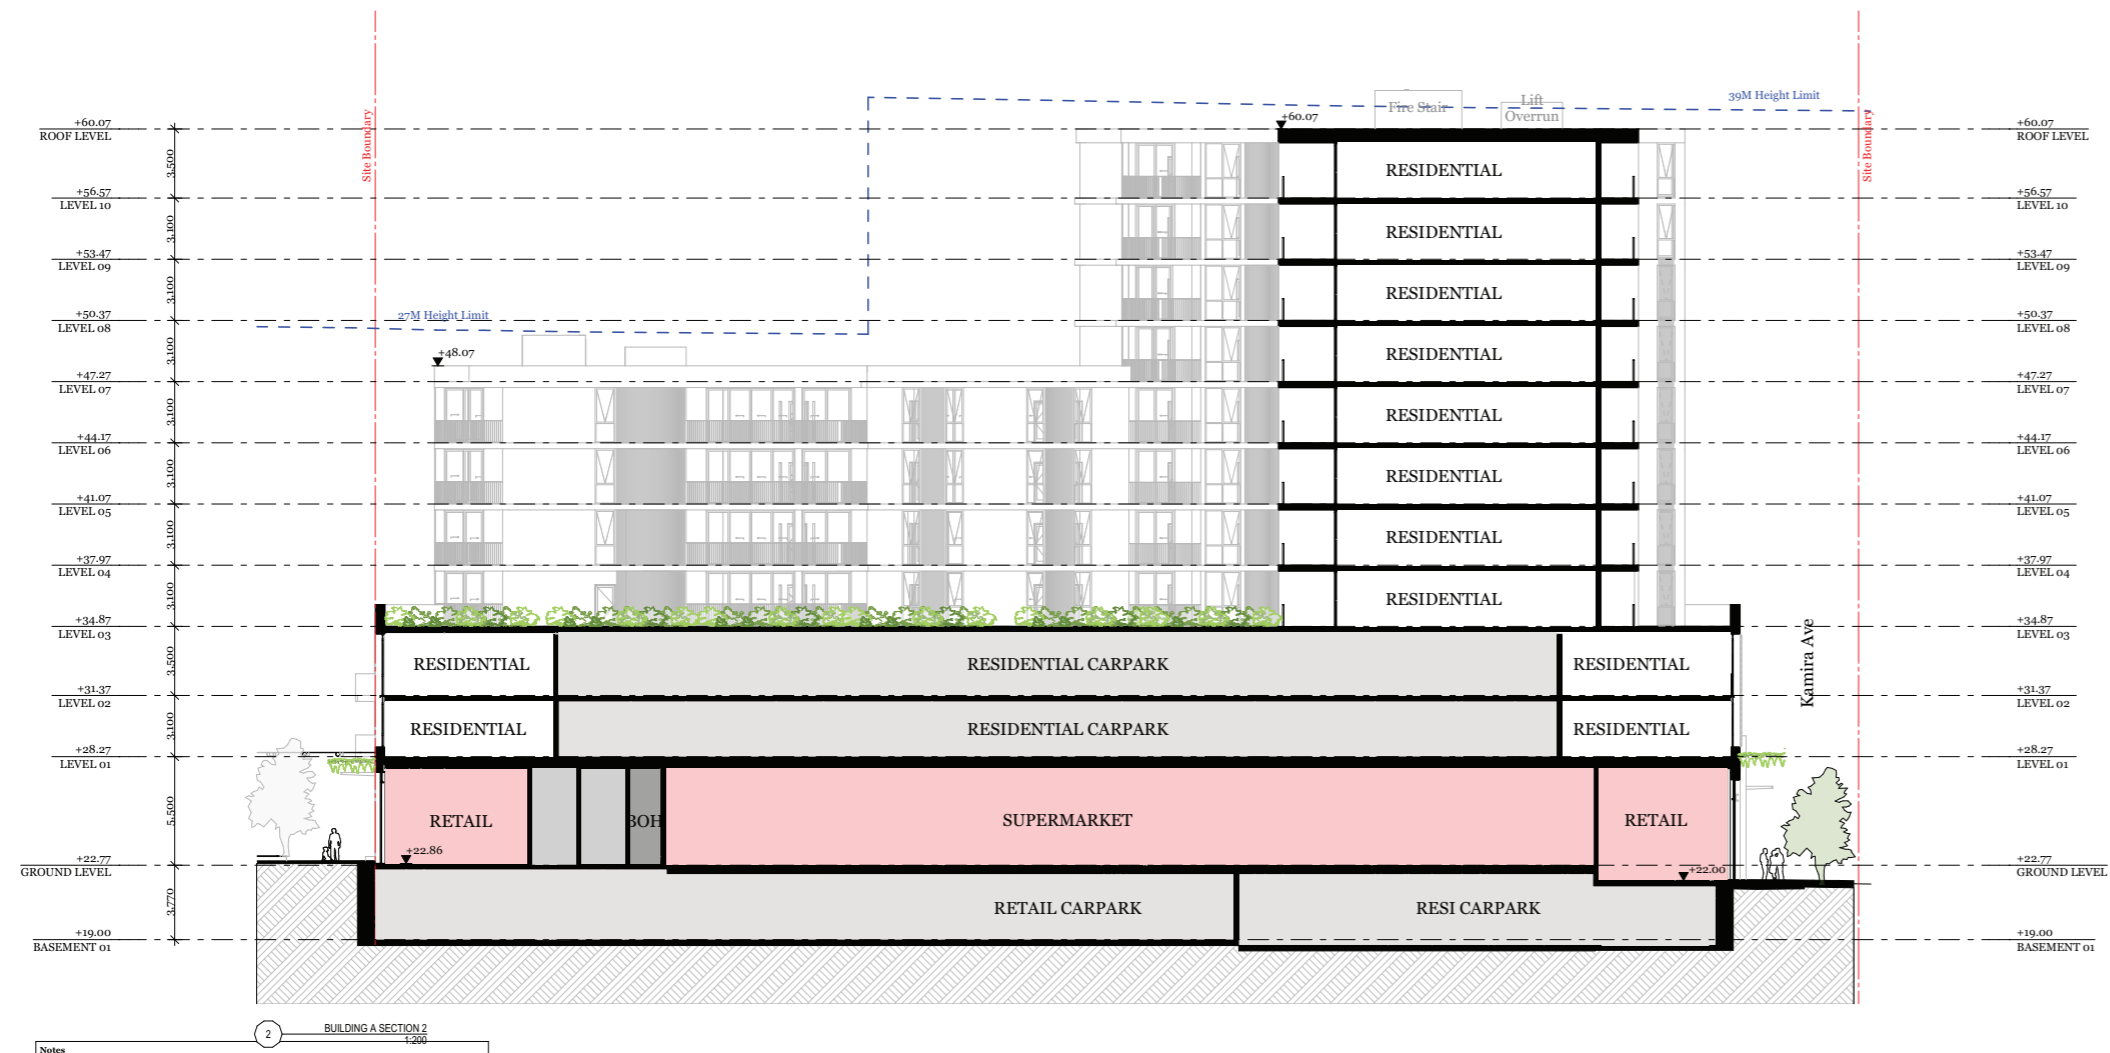 Site Boundary
Site Boundary
39M Height Limit
Fire Stair
Lift
Overrun
+60.07
ROOF LEVEL
+60.07
+60.07
ROOF LEVEL
3.500
RESIDENTIAL
+56.57
LEVEL 10
+56.57
LEVEL 10
3.100
RESIDENTIAL
+53.47
LEVEL 09
+53.47
LEVEL 09
3.100
RESIDENTIAL
27M Height Limit
+50.37
LEVEL 08
+50.37
LEVEL 08
3.100
+48.07
RESIDENTIAL
+47.27
LEVEL 07
+47.27
LEVEL 07
3.100
RESIDENTIAL
+44.17
LEVEL 06
+44.17
LEVEL 06
3.100
RESIDENTIAL
+41.07
LEVEL 05
+41.07
LEVEL 05
3.100
RESIDENTIAL
+37.97
LEVEL 04
+37.97
LEVEL 04
3.100
RESIDENTIAL
+34.87
LEVEL 03
+34.87
LEVEL 03
3.500
RESIDENTIAL
RESIDENTIAL CARPARK
RESIDENTIAL
Kamira Ave
+31.37
LEVEL 02
+31.37
LEVEL 02
3.100
RESIDENTIAL
RESIDENTIAL CARPARK
RESIDENTIAL
+28.27
LEVEL 01
+28.27
LEVEL 01
5.500
RETAIL
BOH
SUPERMARKET
RETAIL
+22.86
+22.77
GROUND LEVEL
+22.00
+22.77
GROUND LEVEL
3.770
RETAIL CARPARK
RESI CARPARK
+19.00
BASEMENT 01
+19.00
BASEMENT 01
2
BUILDING A SECTION 2
1:200
Notes